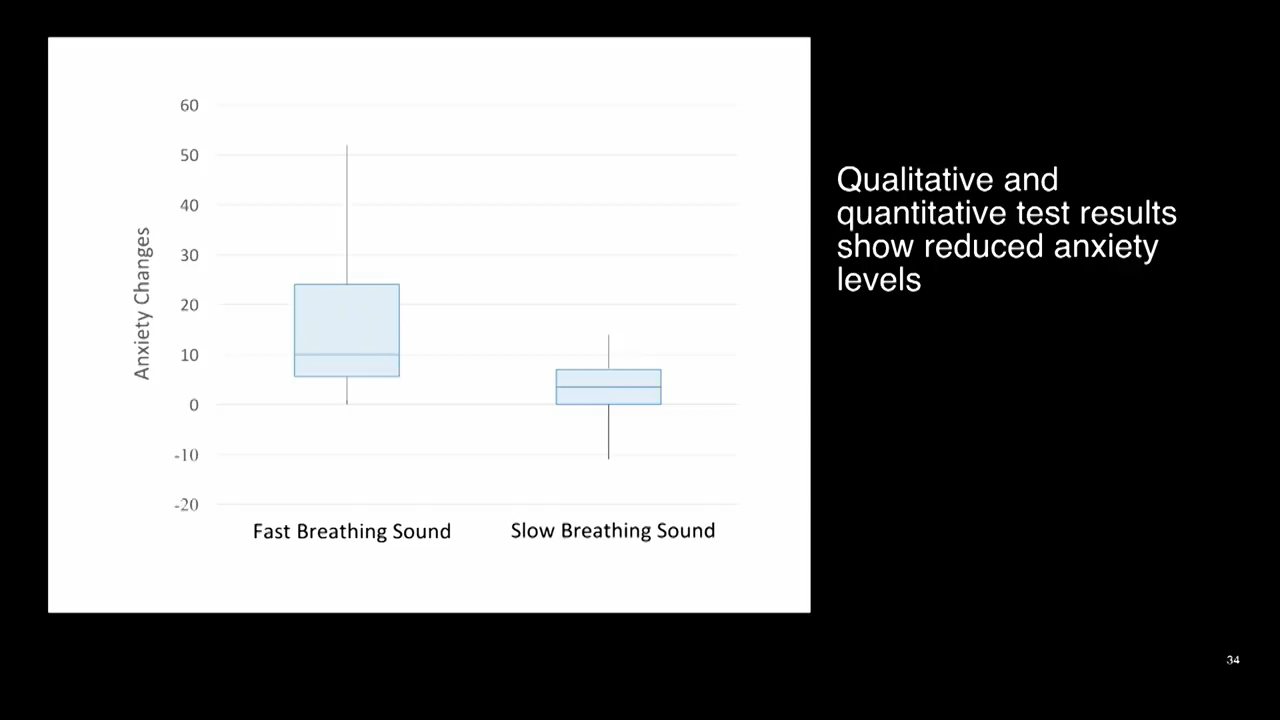 60
50
40
30
20
10
0
-10
-20
Anxiety Changes
Fast Breathing Sound
Slow Breathing Sound
Qualitative and
quantitative test results
show reduced anxiety
levels
34